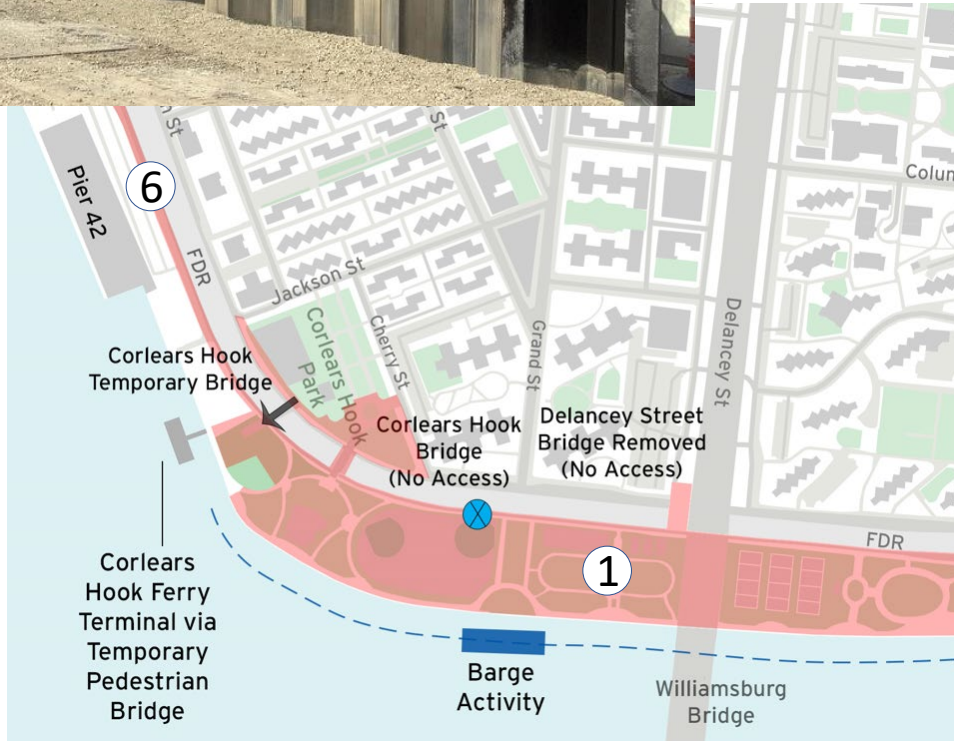 Pier 42
6
FDR
Jackson St
Corlears Hook
Park
Cherry St
Grand St
Delancey St
Corlears Hook
Temporary Bridge
Corlears Hook
Bridge
(No Access)
Delancey Street
Bridge Removed
(No Access)
FDR
1
Corlears
Hook Ferry
Terminal via
Temporary
Pedestrian
Bridge
Barge
Activity
Williamsburg
Bridge